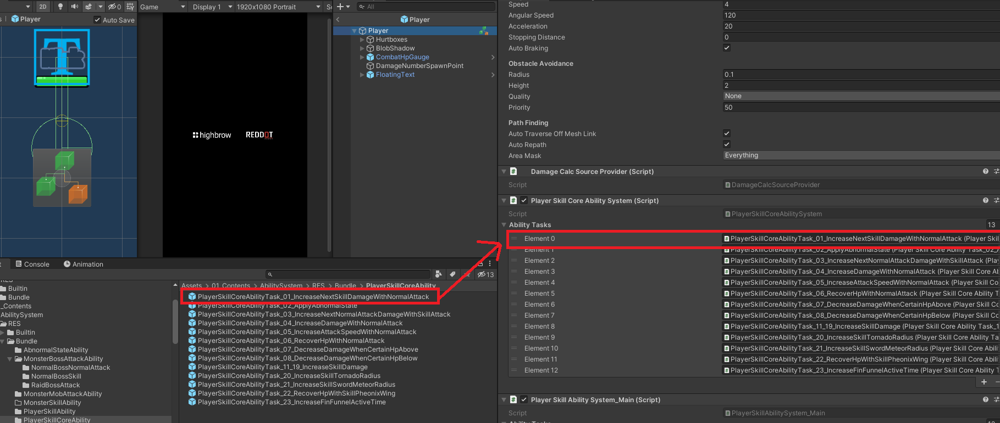 2D
0
Game
Display 1
1920x1080 Portrait
All
Player
Auto Save
Player
Player
Hurtboxes
BlobShadow
CombatHpGauge
DamageNumberSpawnPoint
FloatingText
T
highbrow
REDDOT
Speed
4
Angular Speed
120
Acceleration
20
Stopping Distance
0
Auto Braking
Obstacle Avoidance
Radius
0.1
Height
2
Quality
None
Priority
50
Path Finding
Auto Traverse Off Mesh Link
Auto Repath
Area Mask
Everything
Damage Calc Source Provider (Script)
Script
DamageCalcSourceProvider
Player Skill Core Ability System (Script)
Script
PlayerSkillCoreAbilitySystem
Ability Tasks
13
Element 0
PlayerSkillCoreAbilityTask_01_IncreaseNextSkillDamageWithNormalAttack (Player Skil
Element 1
PlayerSkillCoreAbilityTask_02_ApplyAbnormalState (Player Skill Core Ability Task_02_
Element 2
PlayerSkillCoreAbilityTask_03_IncreaseNextNormalAttackDamageWithSkillAttack (Pla
Element 3
PlayerSkillCoreAbilityTask_04_IncreaseDamageWithNormalAttack (Player Skill Core A
Element 4
PlayerSkillCoreAbilityTask_05_IncreaseAttackSpeedWithNormalAttack (Player Skill Co
Element 5
PlayerSkillCoreAbilityTask_06_RecoverHpWithNormalAttack (Player Skill Core Ability T
Element 6
PlayerSkillCoreAbilityTask_07_DecreaseDamageWhenCertainHpAbove (Player Skill Co
Element 7
PlayerSkillCoreAbilityTask_08_DecreaseDamageWhenCertainHpBelow (Player Skill Co
Element 8
PlayerSkillCoreAbilityTask_11_19_IncreaseSkillDamage (Player Skill Core Ability Task_1
Element 9
PlayerSkillCoreAbilityTask_20_IncreaseSkillTornadoRadius (Player Skill Core Ability Ta
Element 10
PlayerSkillCoreAbilityTask_21_IncreaseSkillSwordMeteorRadius (Player Skill Core Abili
Element 11
PlayerSkillCoreAbilityTask_22_RecoverHpWithSkillPheonixWing (Player Skill Core Abili
Element 12
PlayerSkillCoreAbilityTask_23_IncreaseFinFunnelActiveTime (Player Skill Core Ability T
Player Skill Ability System_Main (Script)
Script
PlayerSkillAbilitySystem_Main
Ability Tasks
Console
Animation
13
RES
Builtin
Bundle
_Contents
AbilitySystem
RES
Builtin
Bundle
AbnormalStateAbility
MonsterBossAttackAbility
NormalBossNormalAttack
NormalBossSkill
RaidBossAttack
MonsterMobAttackAbility
MonsterSkillAbility
PlayerSkillAbility
PlayerSkillCoreAbility
Assets > 01_Contents > AbilitySystem > RES > Bundle > PlayerSkillCoreAbility
PlayerSkillCoreAbilityTask_01_IncreaseNextSkillDamageWithNormalAttack
PlayerSkillCoreAbilityTask_02_ApplyAbnormalState
PlayerSkillCoreAbilityTask_03_IncreaseNextNormalAttackDamageWithSkillAttack
PlayerSkillCoreAbilityTask_04_IncreaseDamageWithNormalAttack
PlayerSkillCoreAbilityTask_05_IncreaseAttackSpeedWithNormalAttack
PlayerSkillCoreAbilityTask_06_RecoverHpWithNormalAttack
PlayerSkillCoreAbilityTask_07_DecreaseDamageWhenCertainHpAbove
PlayerSkillCoreAbilityTask_08_DecreaseDamageWhenCertainHpBelow
PlayerSkillCoreAbilityTask_11_19_IncreaseSkillDamage
PlayerSkillCoreAbilityTask_20_IncreaseSkillTornadoRadius
PlayerSkillCoreAbilityTask_21_IncreaseSkillSwordMeteorRadius
PlayerSkillCoreAbilityTask_22_RecoverHpWithSkillPheonixWing
PlayerSkillCoreAbilityTask_23_IncreaseFinFunnelActiveTime